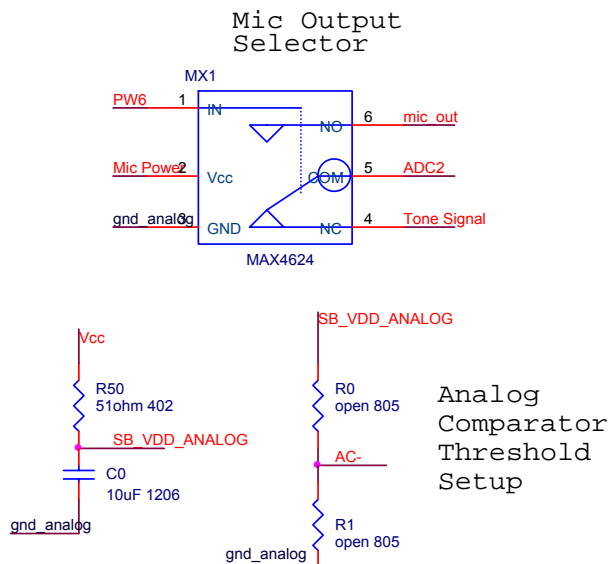 Mic Output
Selector
MX1
PW6 1 IN
NO 6 mic_out
Mic Power 2 Vcc
COM 5 ADC2
gnd_analog 3 GND
NC 4 Tone Signal
MAX4624
Vcc
R50
51ohm 402
SB_VDD_ANALOG
C0
10uF 1206
gnd_analog
SB_VDD_ANALOG
R0
open 805
AC-
R1
open 805
gnd_analog
Analog
Comparator
Threshold
Setup